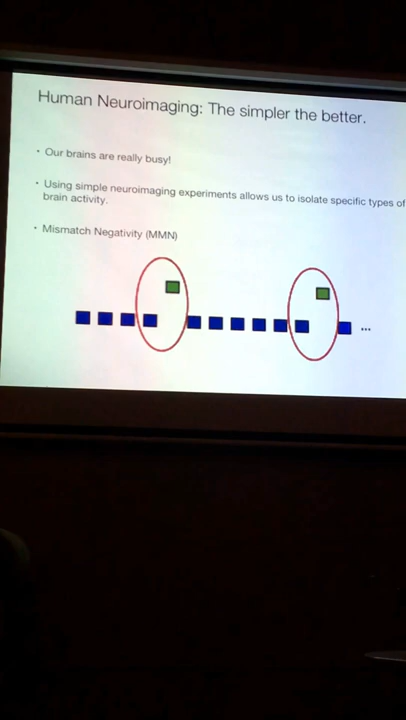 Human Neuroimaging: The simpler the better.
• Our brains are really busy!
• Using simple neuroimaging experiments allows us to isolate specific types of
brain activity.
• Mismatch Negativity (MMN)
...